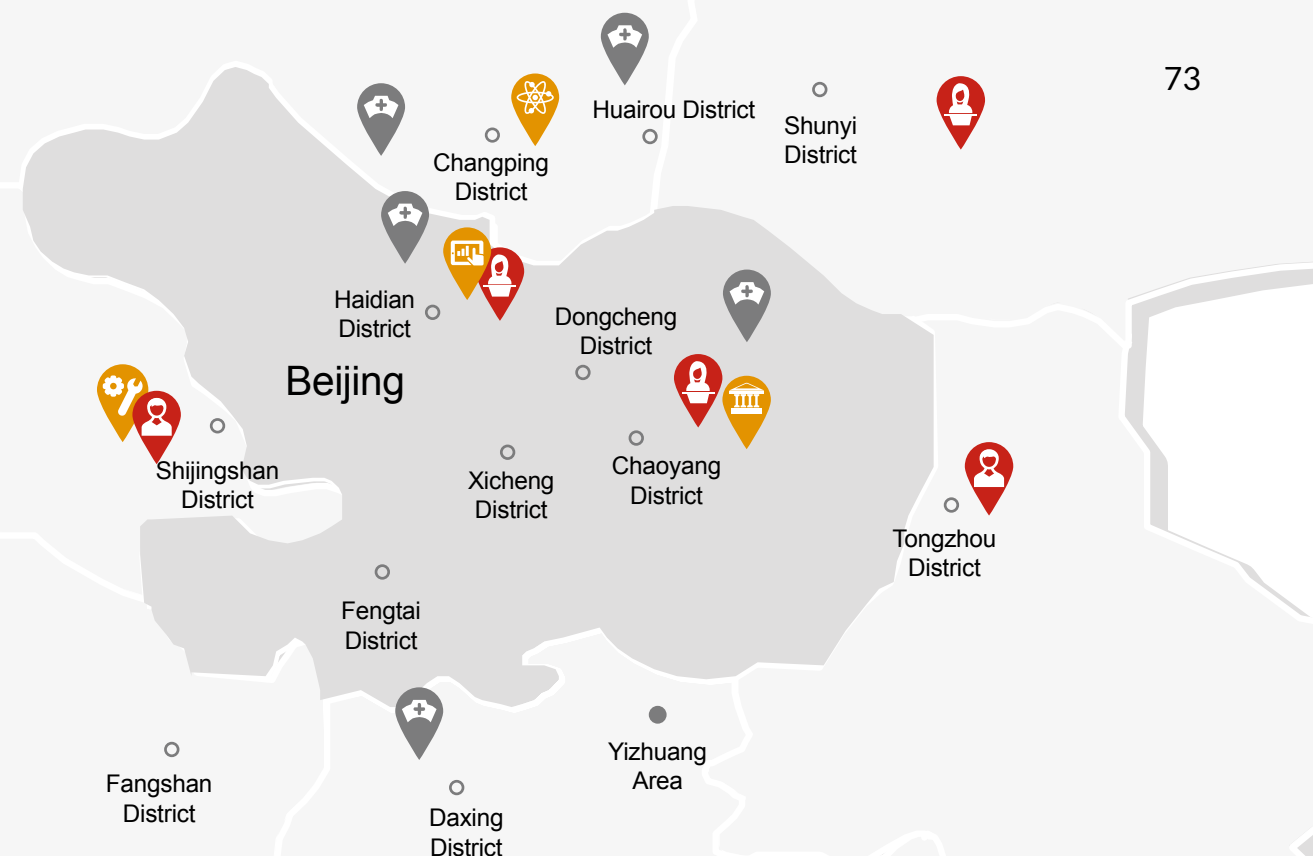 73
Huairou District
Shunyi
District
Changping
District
Haidian
District
Dongcheng
District
Beijing
Shijingshan
District
Xicheng
District
Chaoyang
District
Tongzhou
District
Fengtai
District
Yizhuang
Area
Fangshan
District
Daxing
District